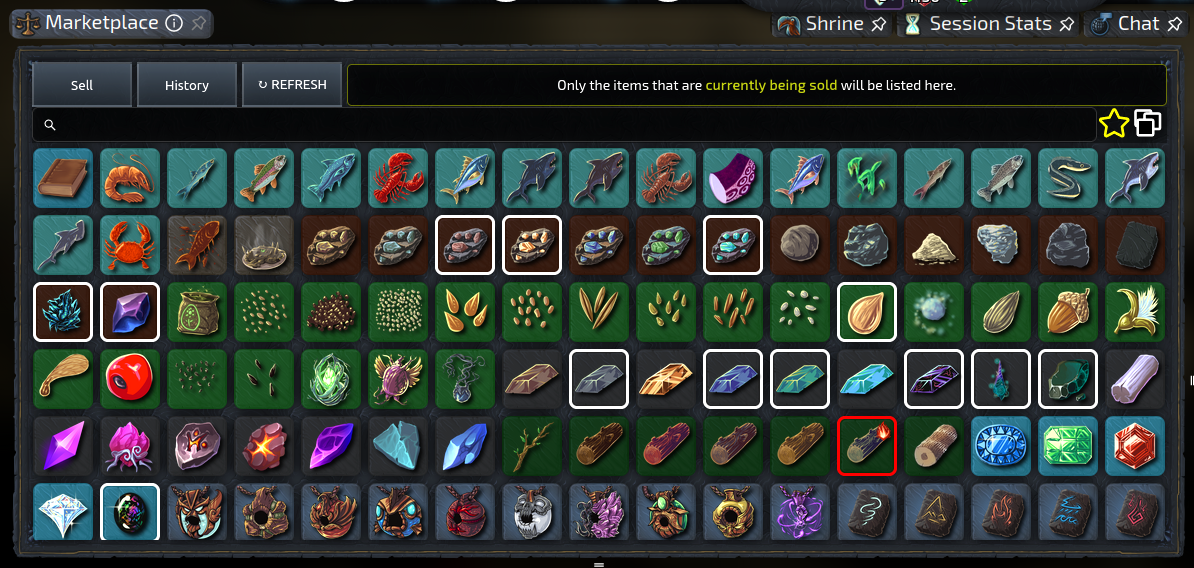 Marketplace
Shrine
Session Stats
Chat
Sell
History
↻ REFRESH
Only the items that are currently being sold will be listed here.